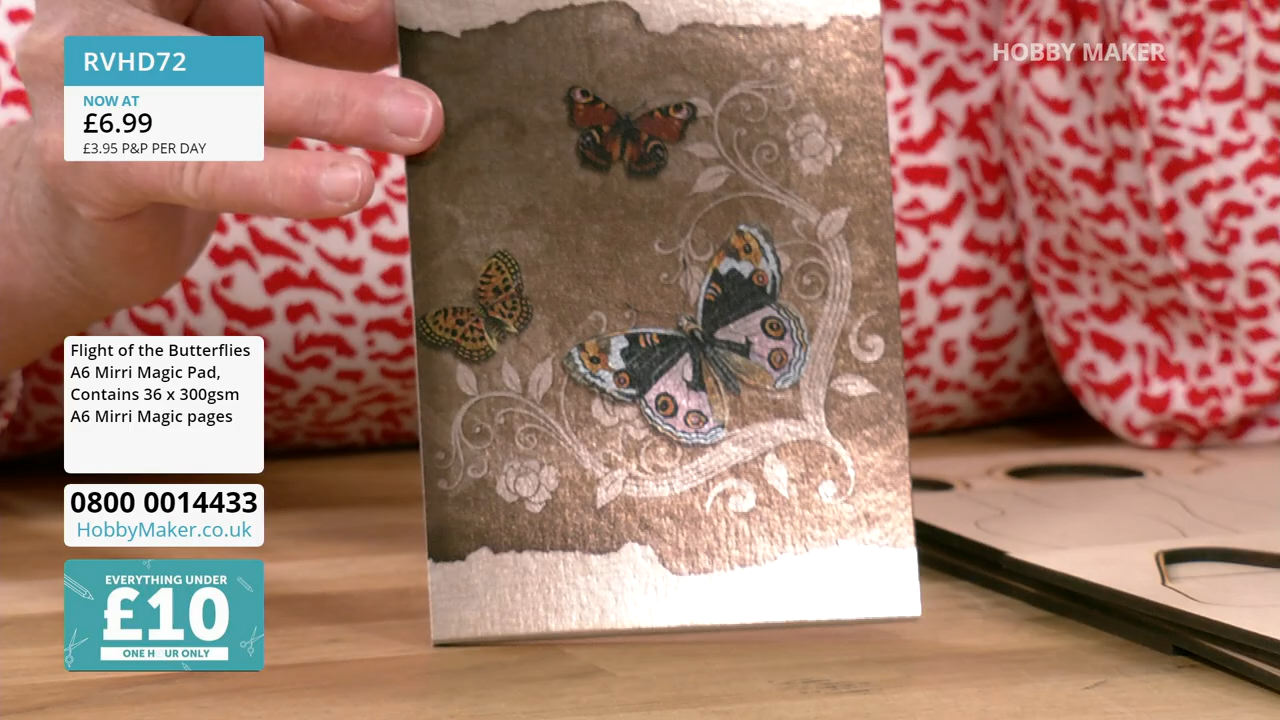 RVHD72
NOW AT
£6.99
£3.95 P&P PER DAY
HOBBY MAKER
Flight of the Butterflies
A6 Mirri Magic Pad,
Contains 36 x 300gsm
A6 Mirri Magic pages
0800 0014433
HobbyMaker.co.uk
EVERYTHING UNDER
£10
ONE HOUR ONLY